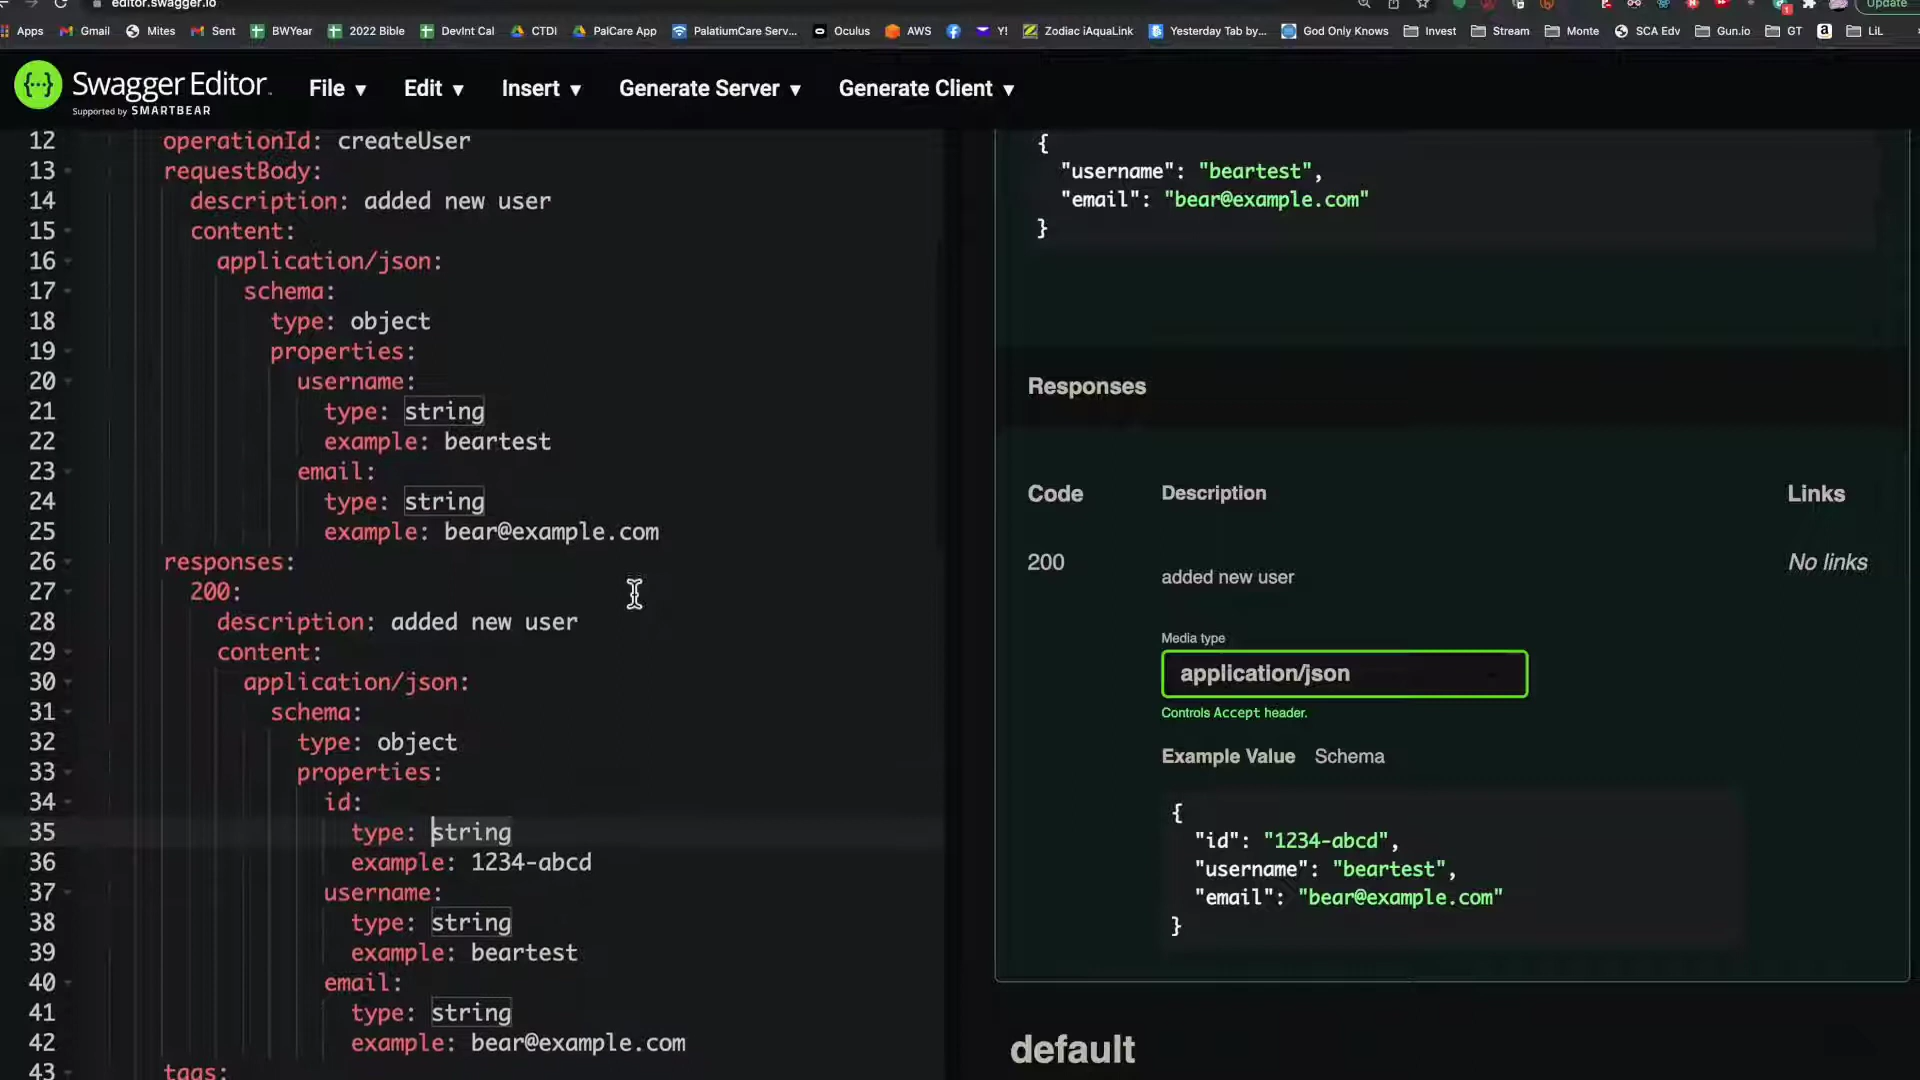 editor.swagger.io
Update
Apps Gmail Mites Sent BWYear 2022 Bible DevInt Cal CTDI PalCare App PalatiumCare Serv... Oculus AWS Y! Zodiac iAquaLink Yesterday Tab by... God Only Knows Invest Stream Monte SCA Edv Gun.io GT LiL
Swagger Editor
Supported by SMARTBEAR
File ▾ Edit ▾ Insert ▾ Generate Server ▾ Generate Client ▾
12 operationId: createUser
13 requestBody:
14 description: added new user
15 content:
16 application/json:
17 schema:
18 type: object
19 properties:
20 username:
21 type: string
22 example: beartest
23 email:
24 type: string
25 example: bear@example.com
26 responses:
27 200:
28 description: added new user
29 content:
30 application/json:
31 schema:
32 type: object
33 properties:
34 id:
35 type: string
36 example: 1234-abcd
37 username:
38 type: string
39 example: beartest
40 email:
41 type: string
42 example: bear@example.com
43 tags:
{
"username": "beartest",
"email": "bear@example.com"
}
Responses
Code Description Links
200 added new user No links
Media type
application/json
Controls Accept header.
Example Value Schema
{
"id": "1234-abcd",
"username": "beartest",
"email": "bear@example.com"
}
default